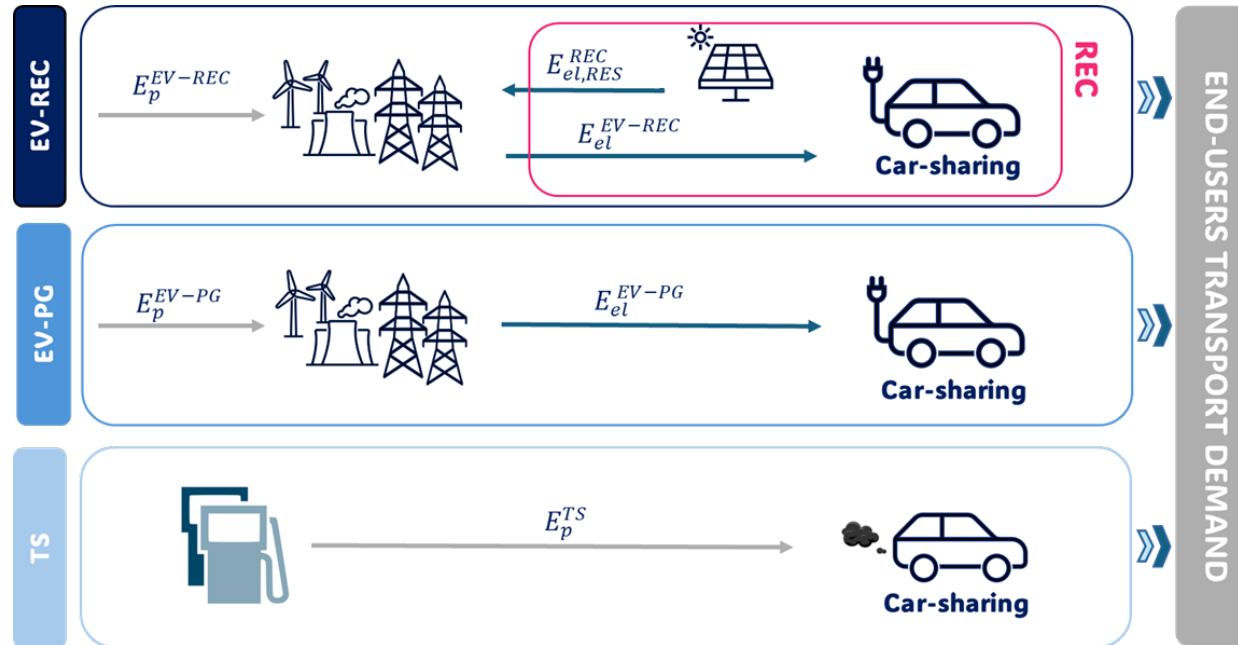 EV-REC
$E_p^{EV-REC}$
$E_{el,RES}^{REC}$
$E_{el}^{EV-REC}$
Car-sharing
REC
EV-PG
$E_p^{EV-PG}$
$E_{el}^{EV-PG}$
Car-sharing
TS
$E_p^{TS}$
Car-sharing
END-USERS TRANSPORT DEMAND